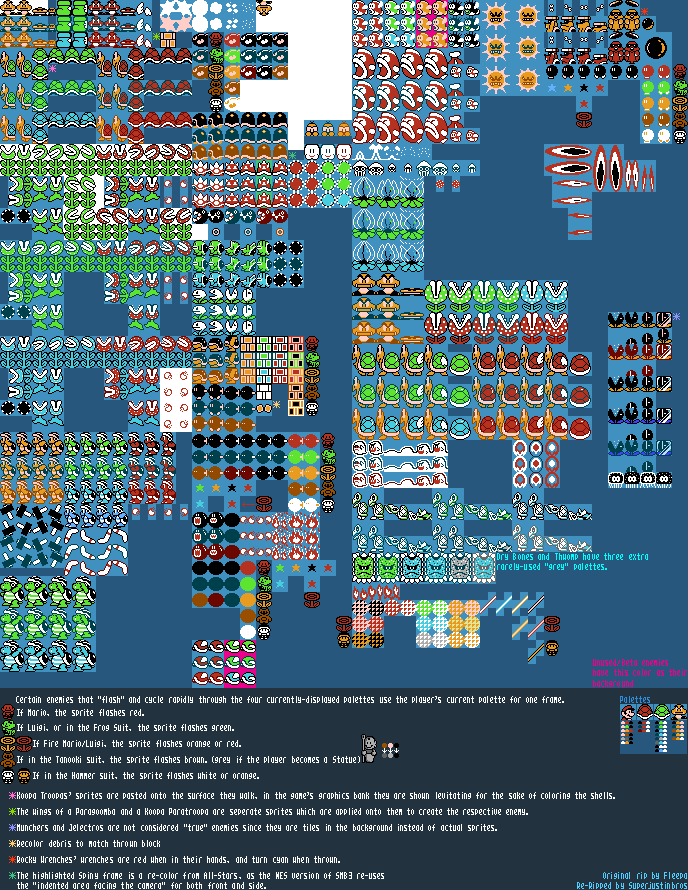 Dry Bones and Thwomp have three extra
rarely-used "grey" palettes.
Certain enemies that "flash" and cycle rapidly through the four currently-displayed palettes use the player's current palette for one frame.
Palettes
If Mario, the sprite flashes red.
If Luigi, or in the Frog Suit, the sprite flashes green.
If Fire Mario/Luigi, the sprite flashes orange or red.
If in the Tanooki suit, the sprite flashes brown, (grey if the player becomes a Statue)
If in the Hammer suit, the sprite flashes white or orange.
Koopa Troopas' sprites are pasted onto the surface they walk, in the game's graphics bank they are shown levitating for the sake of coloring the shells.
The wings of a Paragoomba and a Koopa Paratroopa are seperate sprites which are applied onto them to create the respective enemy.
Munchers and Jelectros are not considered "true" enemies since they are tiles in the background instead of actual sprites.
Recolor debris to match thrown block
Rocky Wrenches' wrenches are red when in their hands, and turn cyan when thrown.
The highlighted Spiny frame is a re-color from All-Stars, as the NES version of SMB3 re-uses
the "indented area facing the camera" for both front and side.
Original rip by Fleepa
Re-Ripped by Superjustinbros